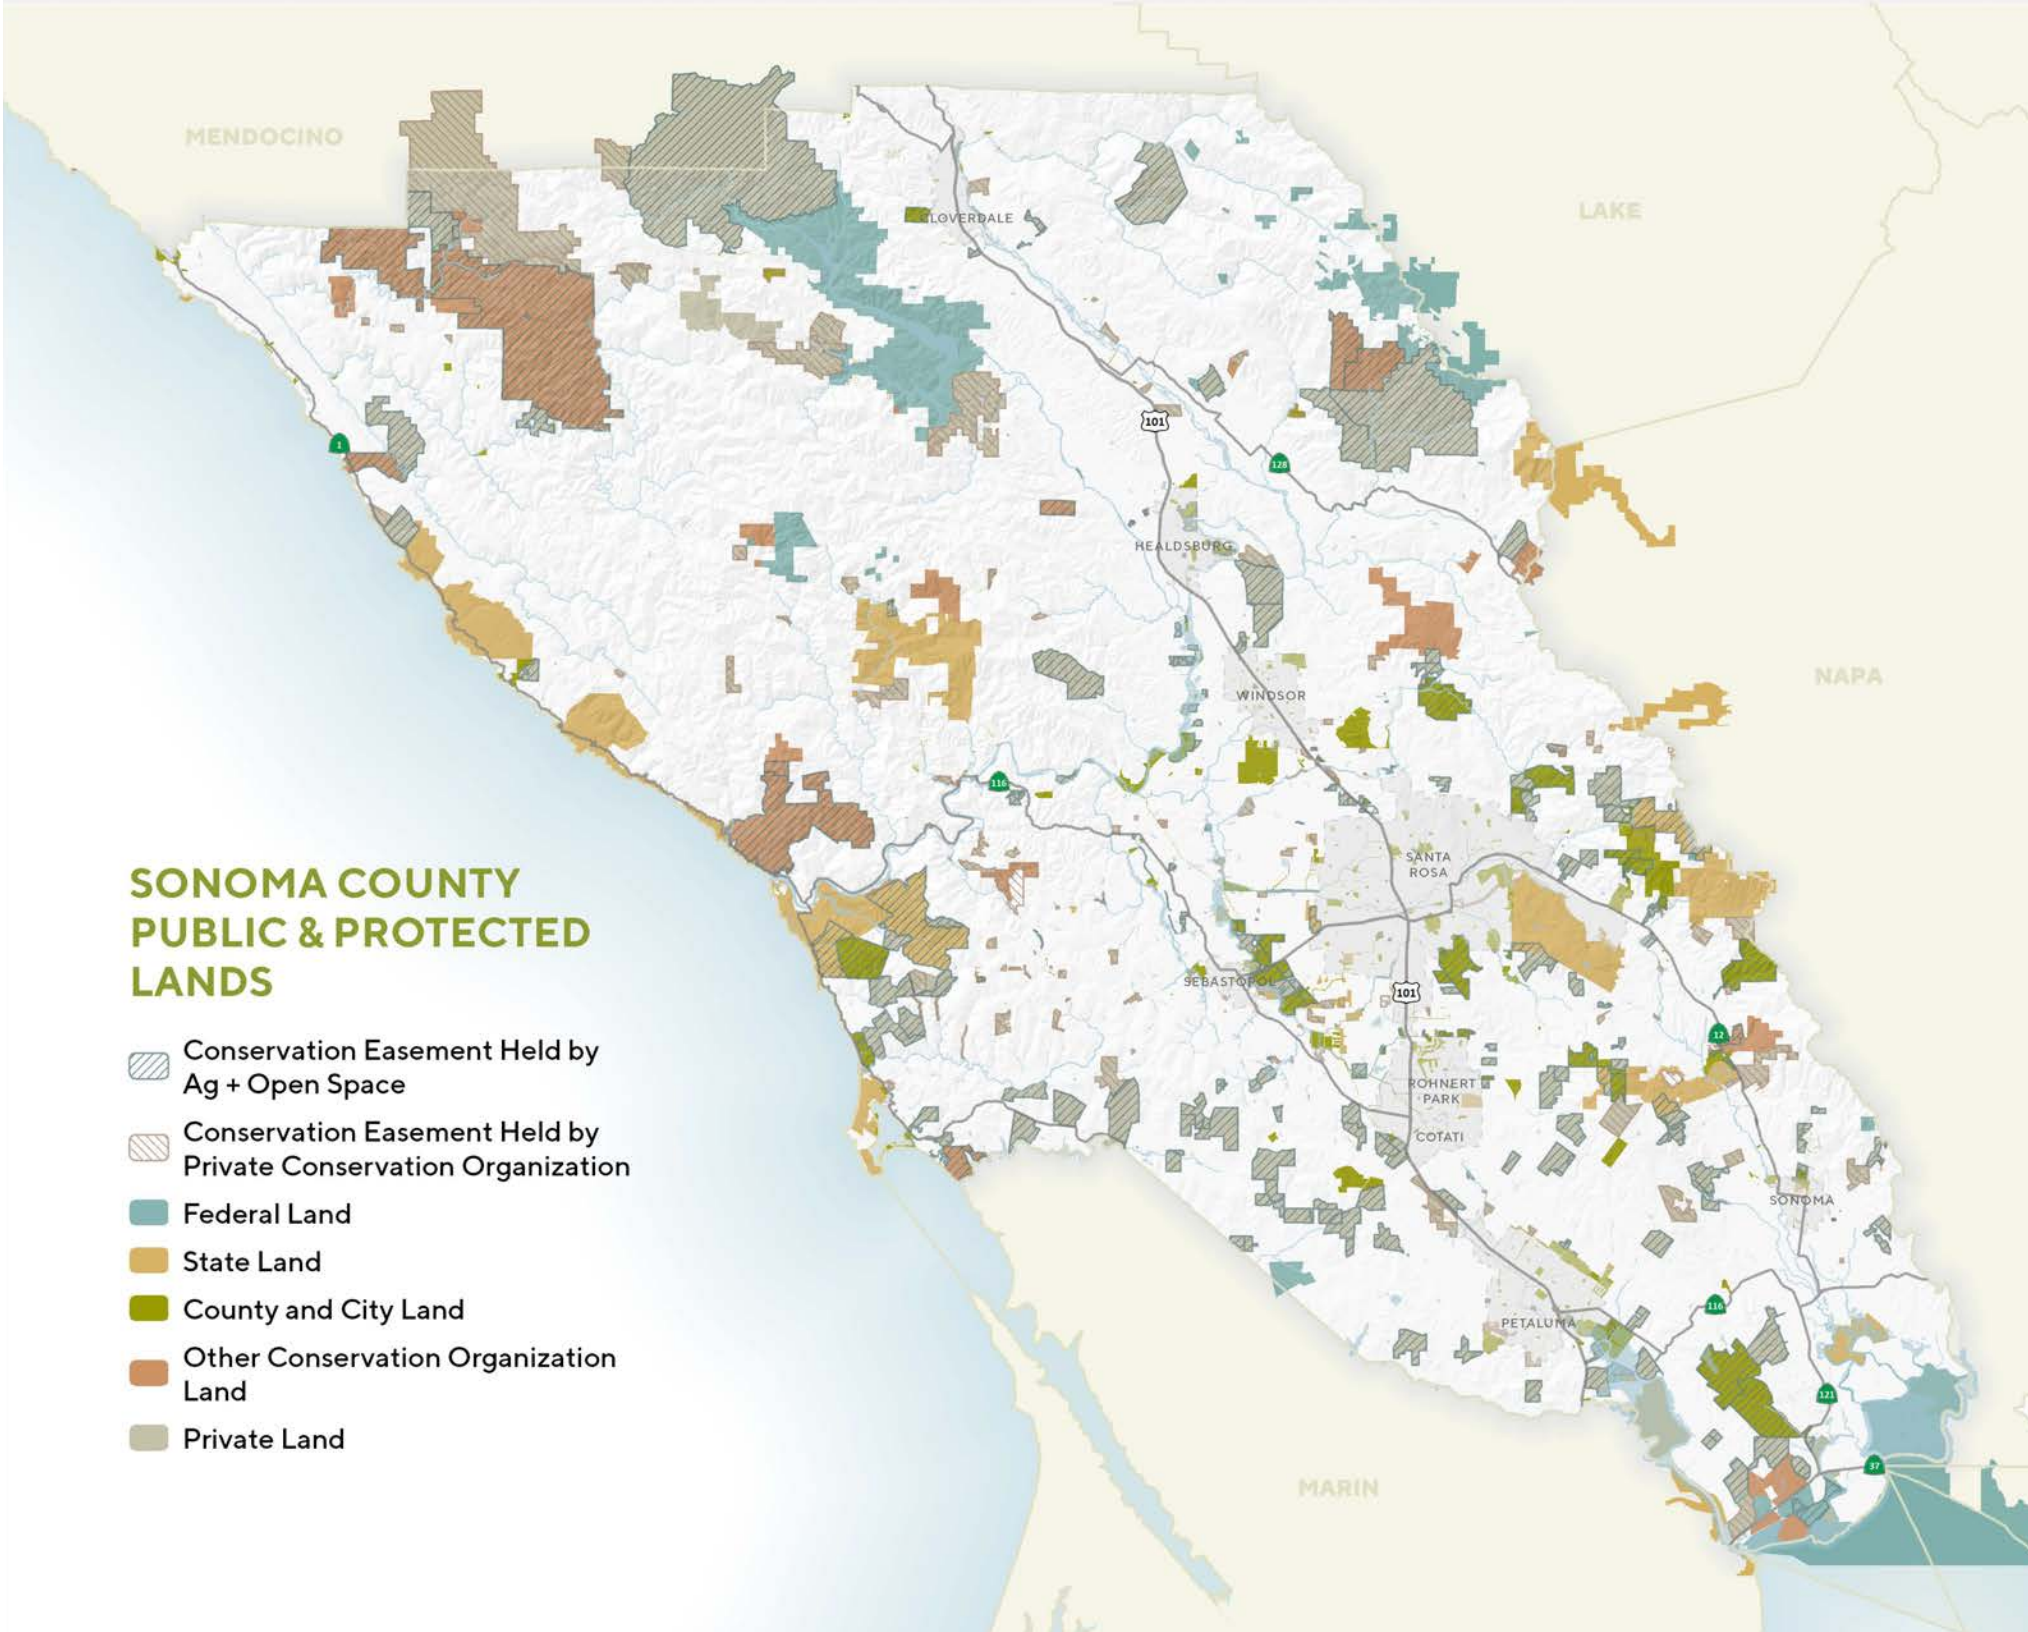 MENDOCINO
LAKE
CLOVERDALE
101
1
128
HEALDSBURG
NAPA
WINDSOR
116
SANTA
ROSA
SONOMA COUNTY
PUBLIC & PROTECTED
LANDS
SEBASTOPOL
101
12
Conservation Easement Held by
Ag + Open Space
ROHNERT
PARK
COTATI
Conservation Easement Held by
Private Conservation Organization
SONOMA
Federal Land
State Land
County and City Land
116
PETALUMA
Other Conservation Organization
Land
121
Private Land
37
MARIN